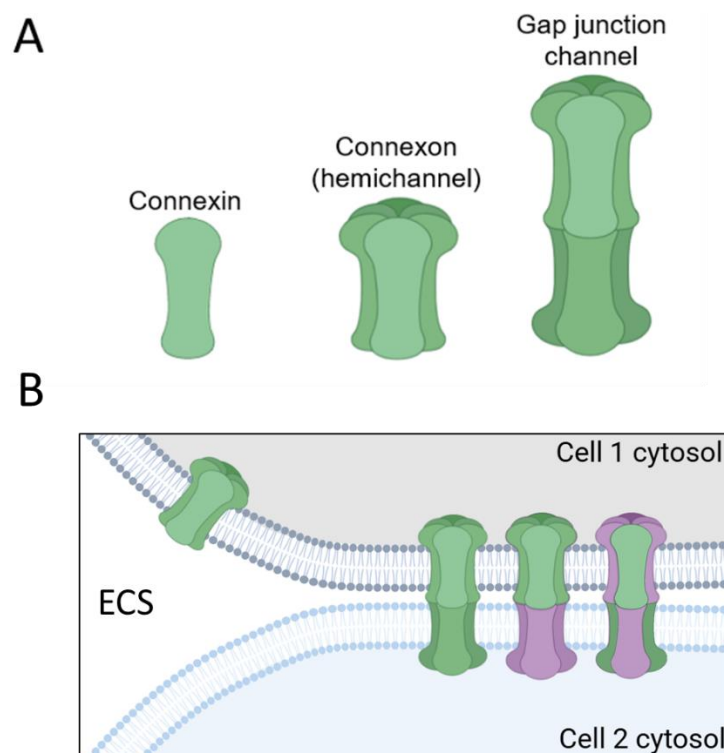 A
Gap junction
channel
Connexon
(hemichannel)
Connexin
B
Cell 1 cytosol
ECS
Cell 2 cytosol